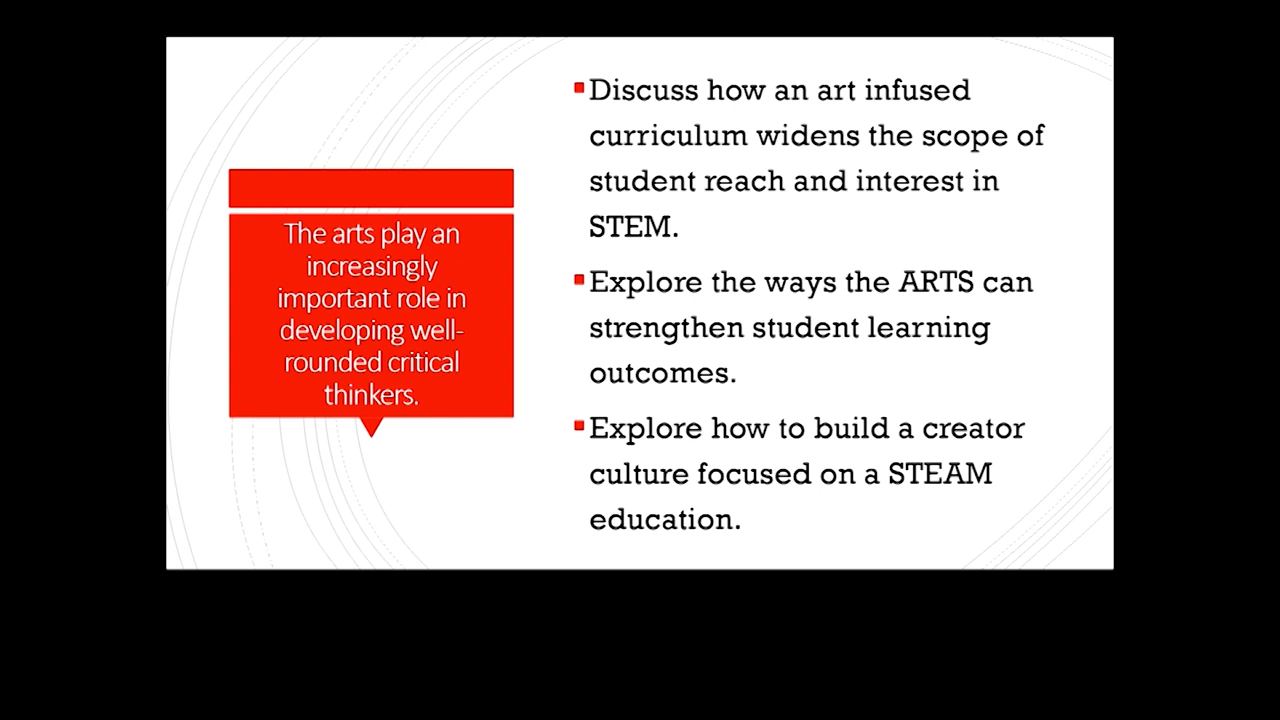 The arts play an
increasingly
important role in
developing well-
rounded critical
thinkers.
Discuss how an art infused
curriculum widens the scope of
student reach and interest in
STEM.
Explore the ways the ARTS can
strengthen student learning
outcomes.
Explore how to build a creator
culture focused on a STEAM
education.